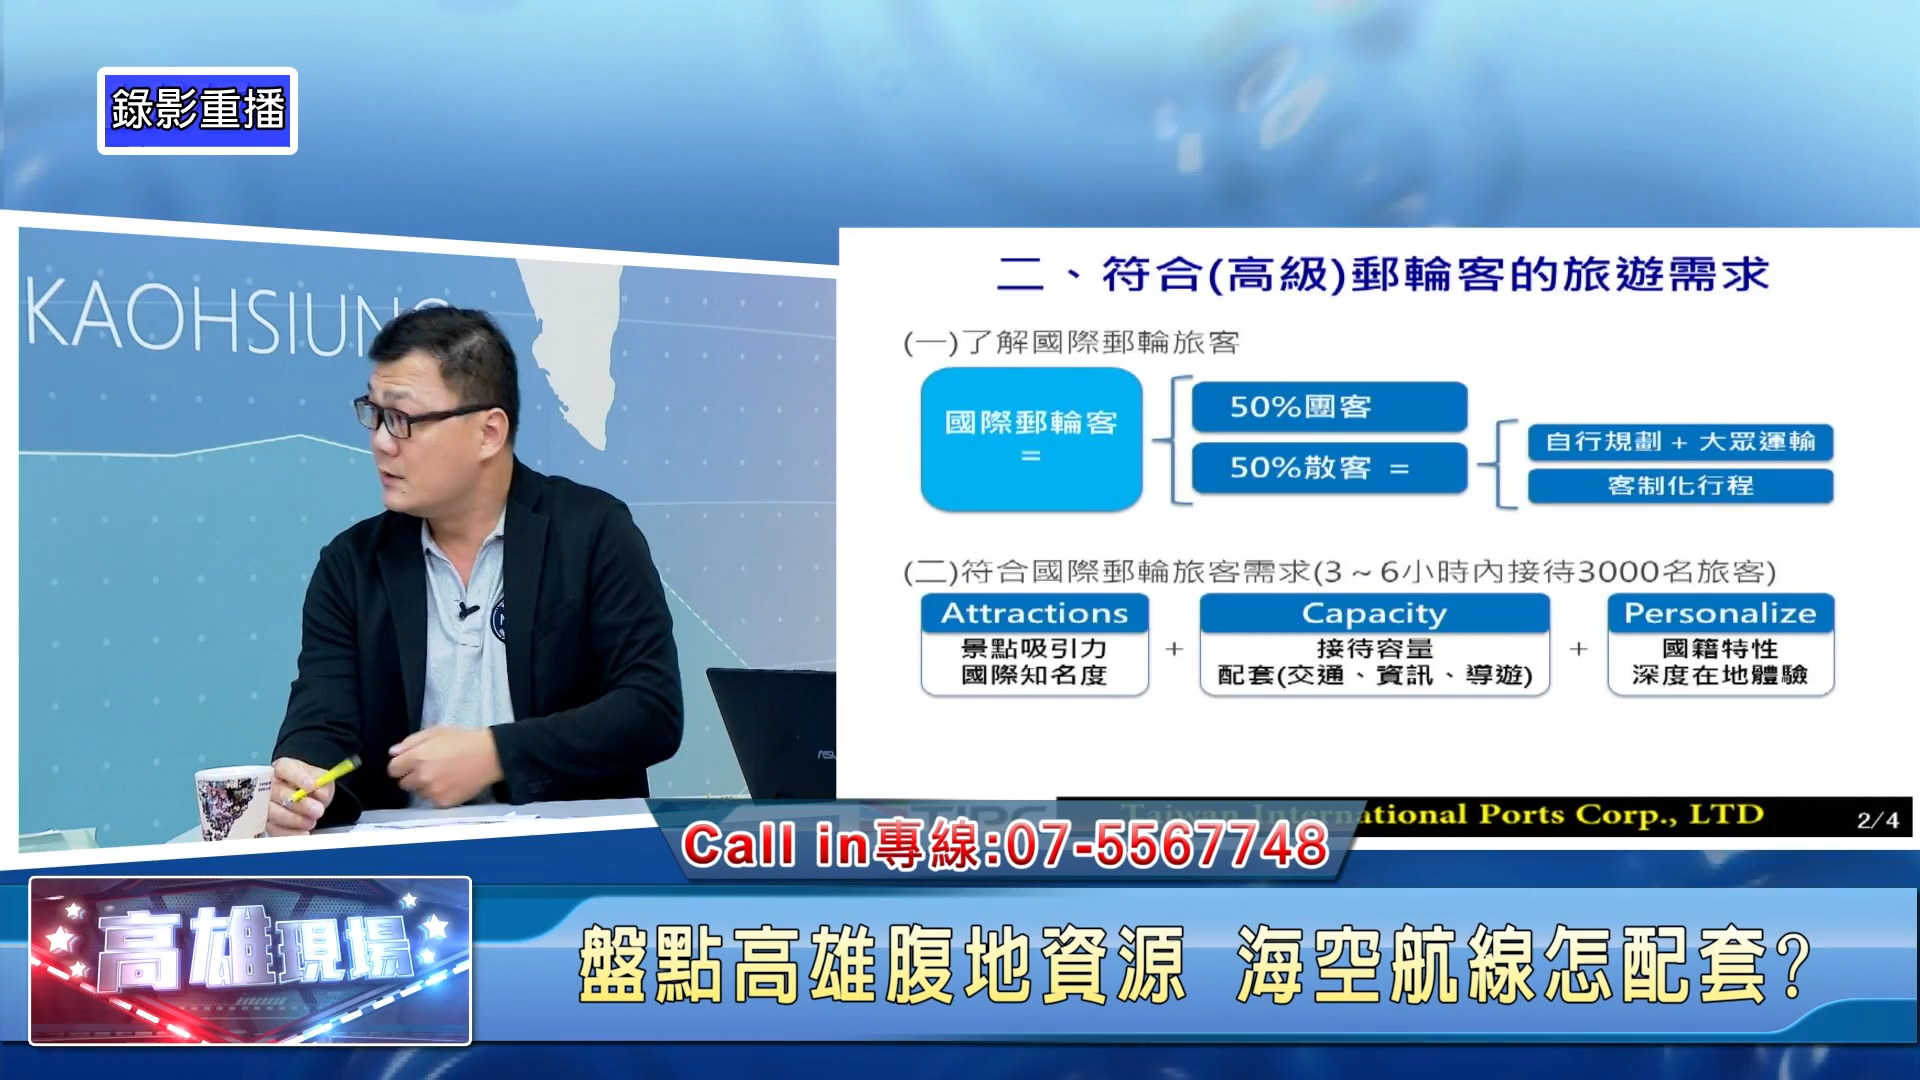 錄影重播
KAOHSIUNG
二、符合(高級)郵輪客的旅遊需求
(一)了解國際郵輪旅客
國際郵輪客
=
50%團客
50%散客 =
自行規劃 + 大眾運輸
客制化行程
(二)符合國際郵輪旅客需求(3～6小時內接待3000名旅客)
Attractions
景點吸引力
國際知名度
+
Capacity
接待容量
配套(交通、資訊、導遊)
+
Personalize
國籍特性
深度在地體驗
Taiwan International Ports Corp., LTD
2/4
Call in專線:07-5567748
高雄現場
盤點高雄腹地資源 海空航線怎配套?